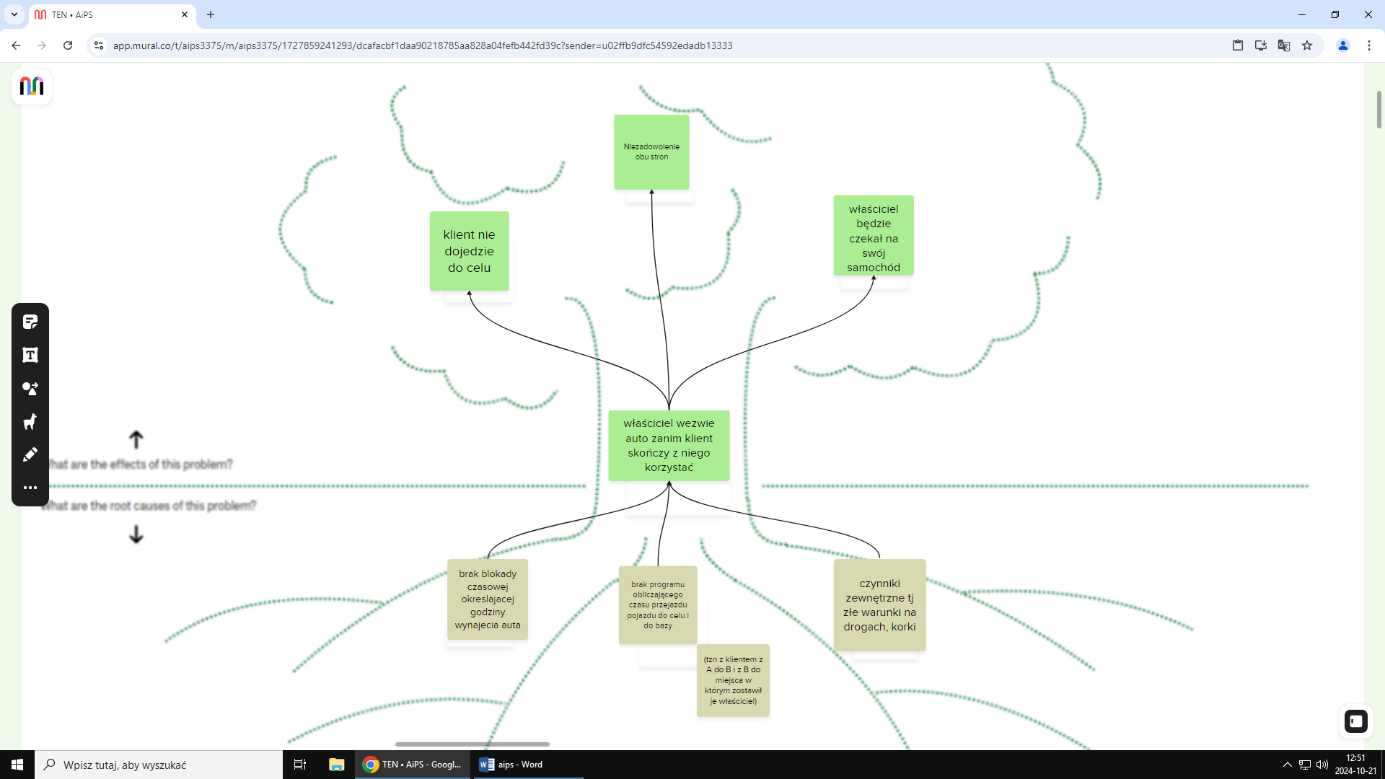 TEN • AiPS
app.mural.co/t/aips3375/m/aips3375/1727859241293/dcafacbf1daa90218785aa828a04fefb442fd39c?sender=u02ffb9dfc54592edadb13333
Niezadowolenie
obu stron
właściciel
będzie
czekał na
swój
samochód
klient nie
dojedzie
do celu
właściciel wezwie
auto zanim klient
skończy z niego
korzystać
What are the effects of this problem?
What are the root causes of this problem?
brak blokady
czasowej
okreslajacej
godziny
wynajecia auta
brak programu
obliczającego
czasu przejazdu
pojazdu do celu I
do bazy
czynniki
zewnętrzne tj
złe warunki na
drogach, korki
(tzn z klientem z
A do B i z B do
miejsca w
którym zostawił
je właściciel)
Wpisz tutaj, aby wyszukać
TEN • AiPS - Googl...
aips - Word
12:51
2024-10-21